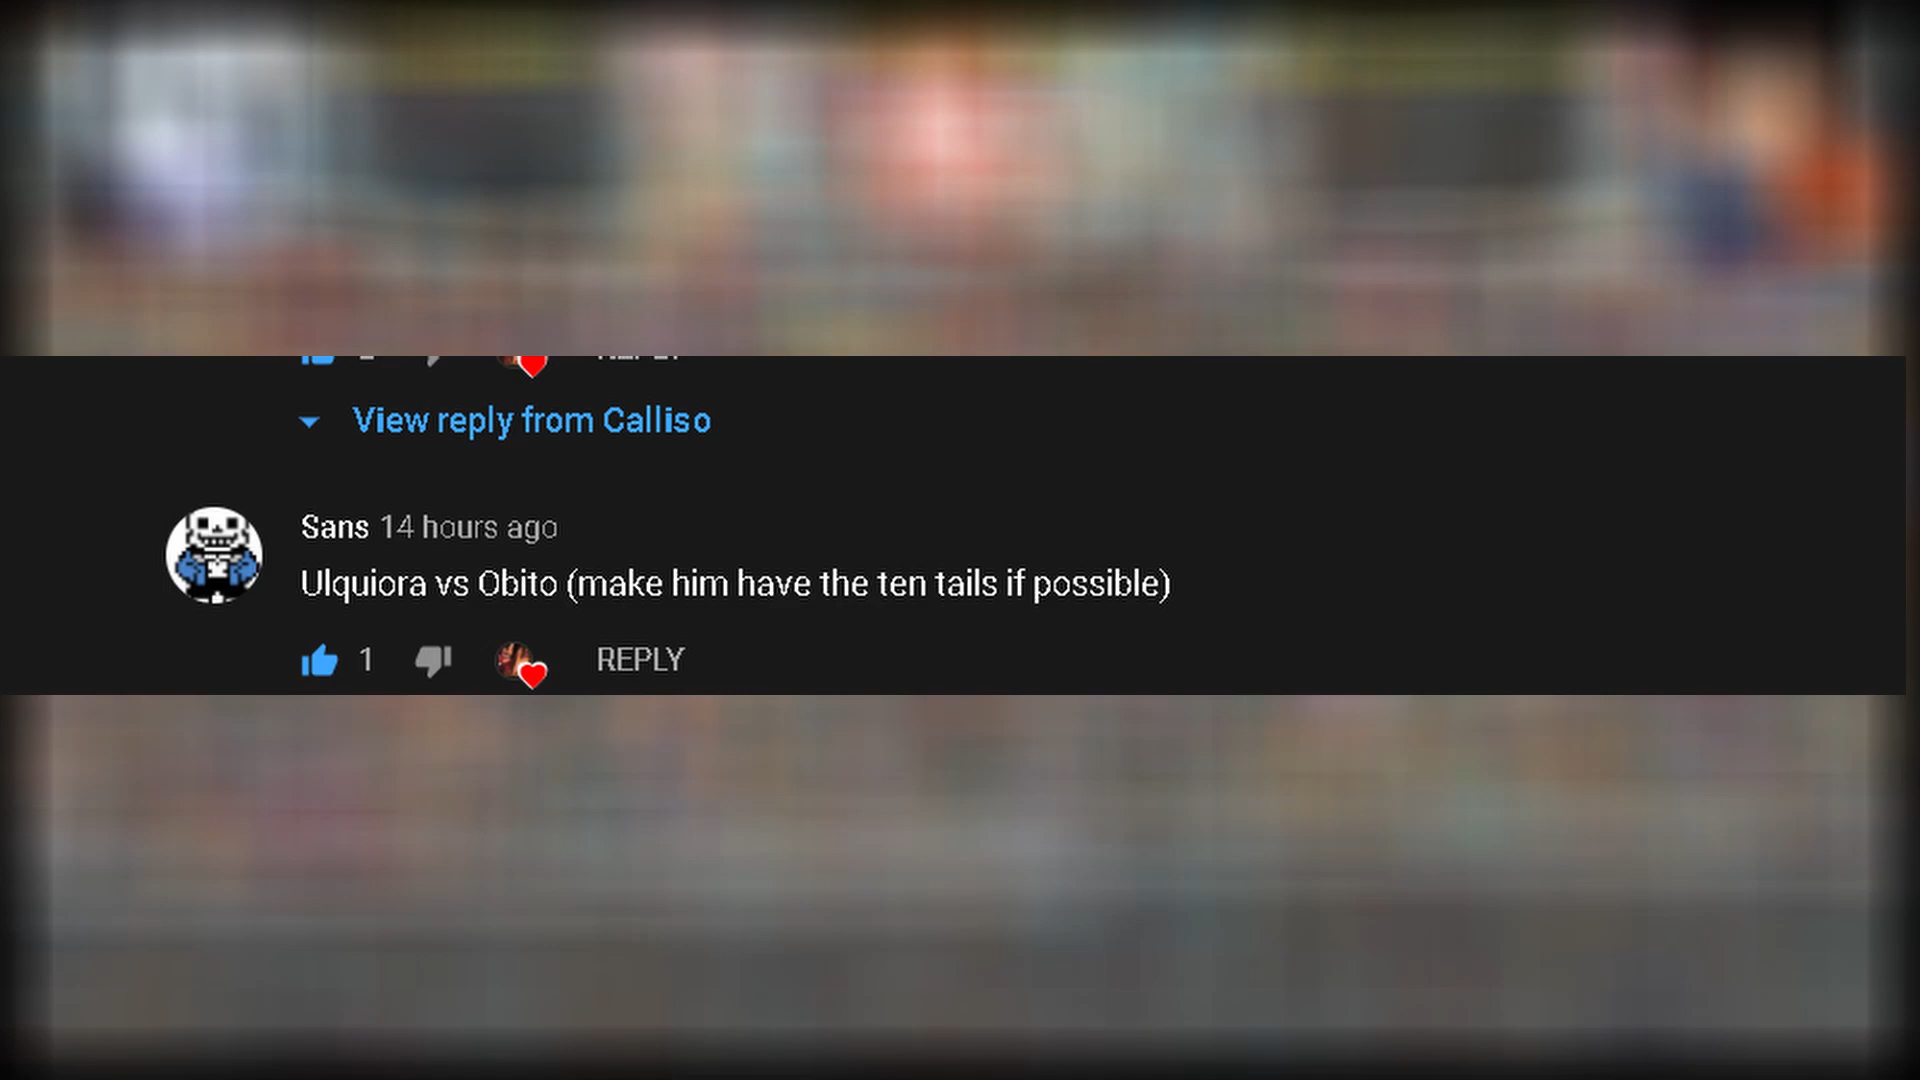 View reply from Calliso
Sans 14 hours ago
Ulquiora vs Obito (make him have the ten tails if possible)
1 REPLY